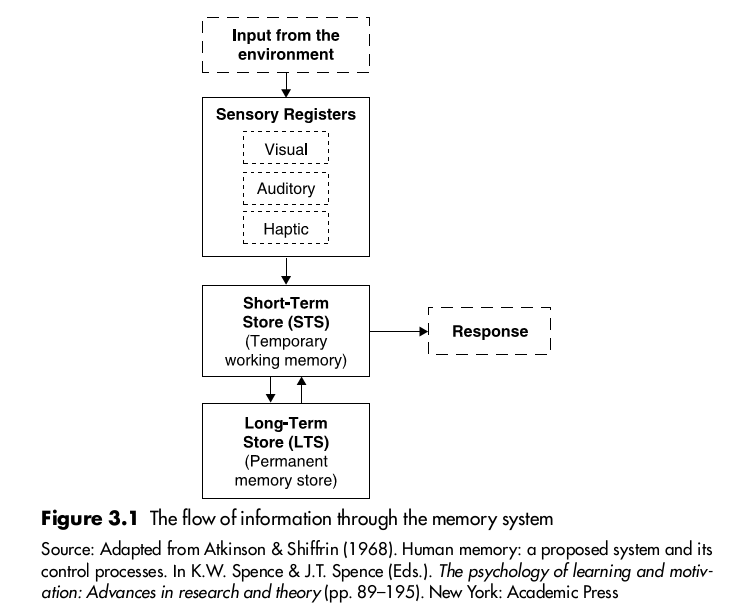 Input from the
environment
Sensory Registers
Visual
Auditory
Haptic
Short-Term
Store (STS)
(Temporary
working memory)
Response
Long-Term
Store (LTS)
(Permanent
memory store)
Figure 3.1 The flow of information through the memory system
Source: Adapted from Atkinson & Shiffrin (1968). Human memory: a proposed system and its
control processes. In K.W. Spence & J.T. Spence (Eds.). The psychology of learning and motiv-
ation: Advances in research and theory (pp. 89–195). New York: Academic Press